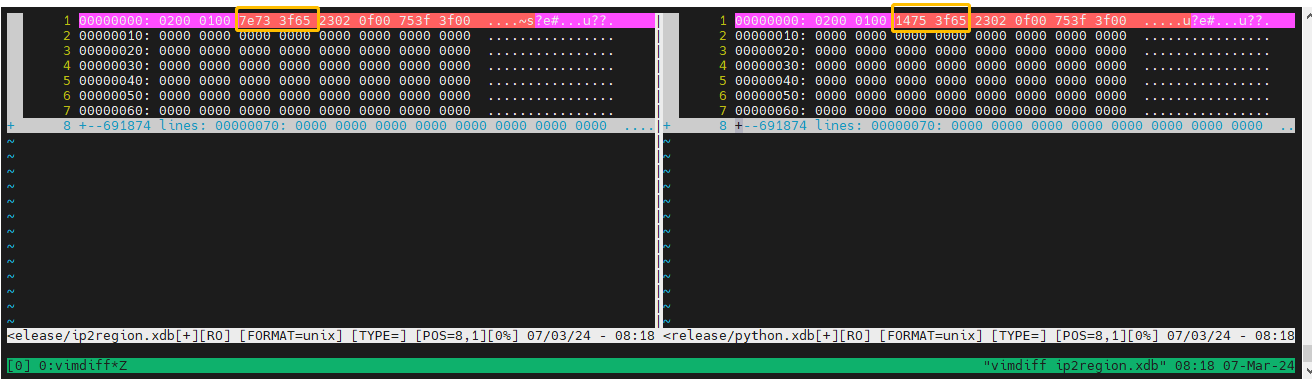 1 00000000: 0200 0100 7e73 3f65 2302 0f00 753f 3f00 ....~s?e#...u??.
2 00000010: 0000 0000 0000 0000 0000 0000 0000 0000 ................
3 00000020: 0000 0000 0000 0000 0000 0000 0000 0000 ................
4 00000030: 0000 0000 0000 0000 0000 0000 0000 0000 ................
5 00000040: 0000 0000 0000 0000 0000 0000 0000 0000 ................
6 00000050: 0000 0000 0000 0000 0000 0000 0000 0000 ................
7 00000060: 0000 0000 0000 0000 0000 0000 0000 0000 ................
+ 8 +--691874 lines: 00000070: 0000 0000 0000 0000 0000 0000 0000 0000 ....
~
~
~
~
~
~
~
~
~
~
~
~
~
<elease/ip2region.xdb[+][RO] [FORMAT=unix] [TYPE=] [POS=8,1][0%] 07/03/24 - 08:18
1 00000000: 0200 0100 1475 3f65 2302 0f00 753f 3f00 .....u?e#...u??.
2 00000010: 0000 0000 0000 0000 0000 0000 0000 0000 ................
3 00000020: 0000 0000 0000 0000 0000 0000 0000 0000 ................
4 00000030: 0000 0000 0000 0000 0000 0000 0000 0000 ................
5 00000040: 0000 0000 0000 0000 0000 0000 0000 0000 ................
6 00000050: 0000 0000 0000 0000 0000 0000 0000 0000 ................
7 00000060: 0000 0000 0000 0000 0000 0000 0000 0000 ................
+ 8 +--691874 lines: 00000070: 0000 0000 0000 0000 0000 0000 0000 0000 ..
~
~
~
~
~
~
~
~
~
~
~
~
~
<release/python.xdb[+][RO] [FORMAT=unix] [TYPE=] [POS=8,1][0%] 07/03/24 - 08:18
[0] 0:vimdiff*Z "vimdiff ip2region.xdb" 08:18 07-Mar-24